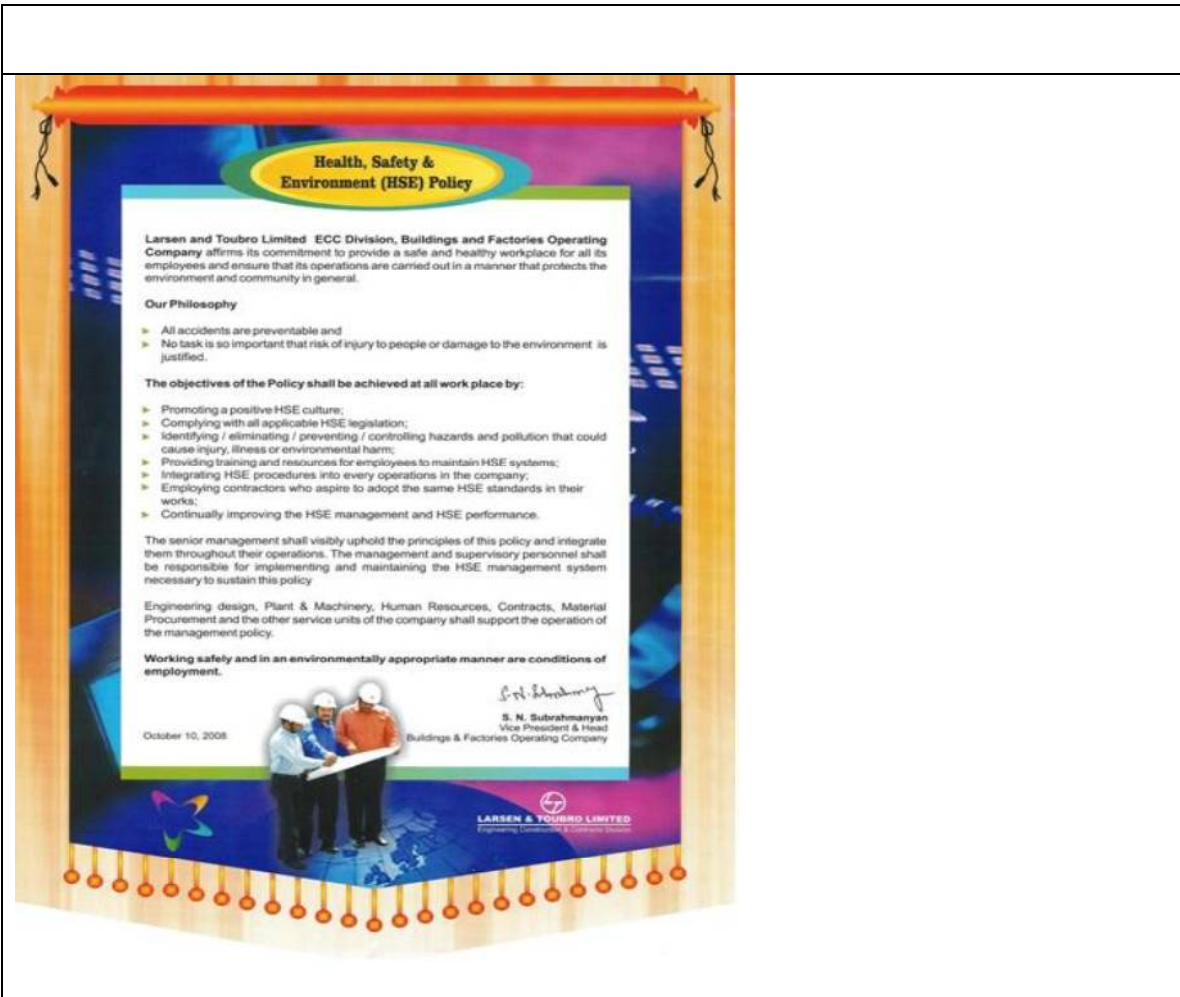 Health, Safety &
Environment (HSE) Policy
Larsen and Toubro Limited ECC Division, Buildings and Factories Operating
Company affirms its commitment to provide a safe and healthy workplace for all its
employees and ensure that its operations are carried out in a manner that protects the
environment and community in general.
Our Philosophy
► All accidents are preventable and
► No task is so important that risk of injury to people or damage to the environment is
justified.
The objectives of the Policy shall be achieved at all work place by:
► Promoting a positive HSE culture;
► Complying with all applicable HSE legislation;
► Identifying / eliminating / preventing / controlling hazards and pollution that could
cause injury, illness or environmental harm;
► Providing training and resources for employees to maintain HSE systems;
► Integrating HSE procedures into every operations in the company;
► Employing contractors who aspire to adopt the same HSE standards in their
works;
► Continually improving the HSE management and HSE performance.
The senior management shall visibly uphold the principles of this policy and integrate
them throughout their operations. The management and supervisory personnel shall
be responsible for implementing and maintaining the HSE management system
necessary to sustain this policy
Engineering design, Plant & Machinery, Human Resources, Contracts, Material
Procurement and the other service units of the company shall support the operation of
the management policy.
Working safely and in an environmentally appropriate manner are conditions of
employment.
S. N. Subrahmanyan
Vice President & Head
October 10, 2008
Buildings & Factories Operating Company
LARSEN & TOUBRO LIMITED
Engineering Construction & Contracts Division